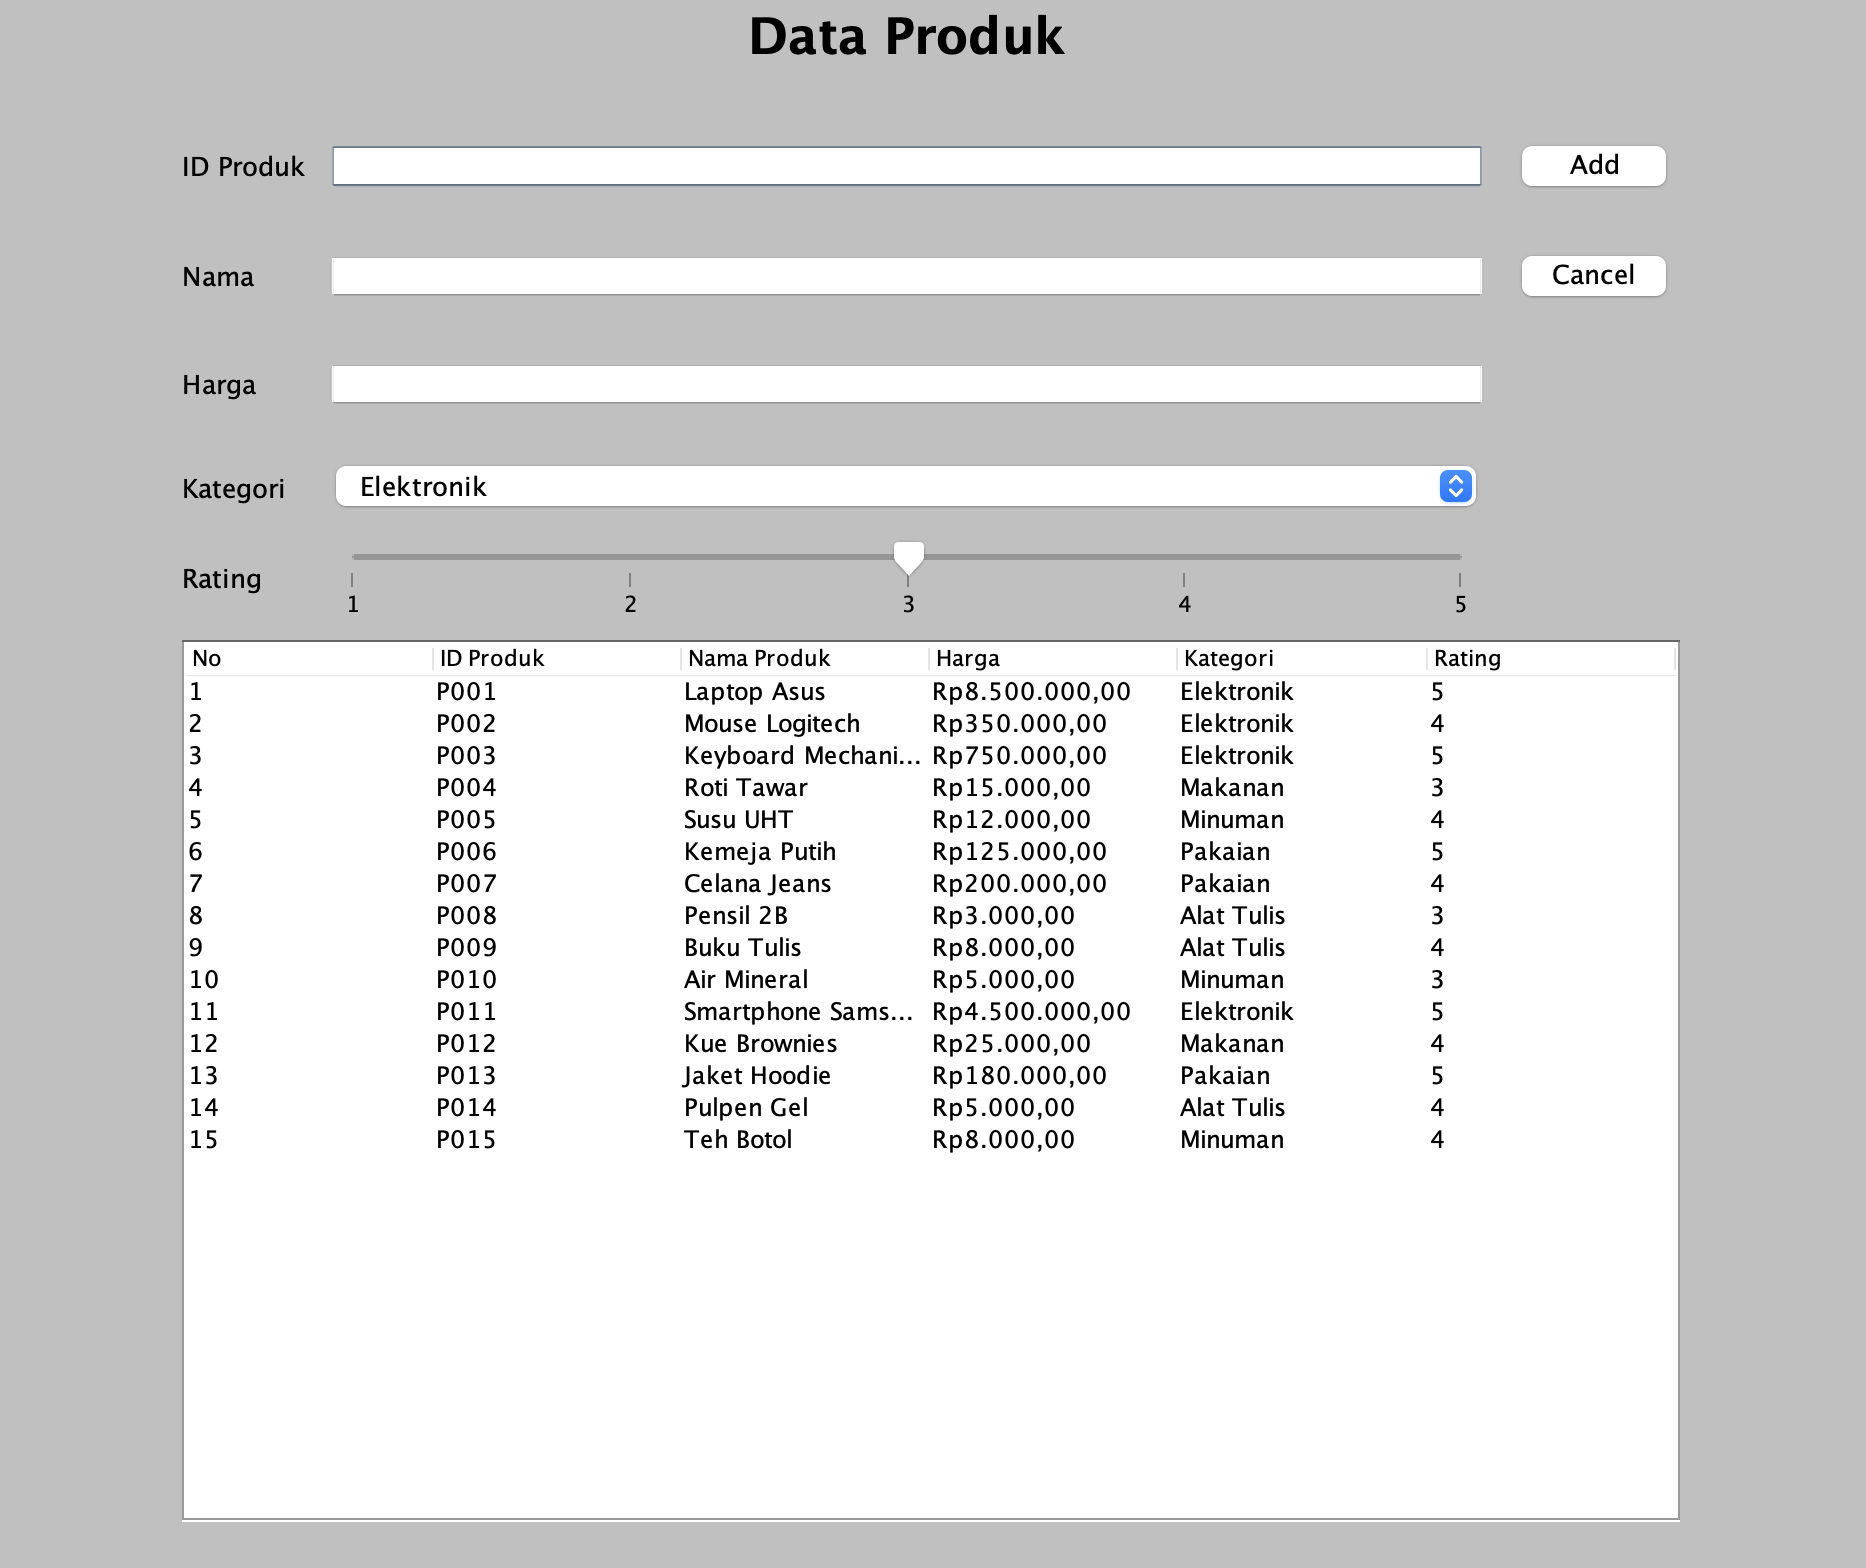 Data Produk
ID Produk Add
Nama Cancel
Harga
Kategori Elektronik
Rating
1 2 3 4 5
No ID Produk Nama Produk Harga Kategori Rating
1 P001 Laptop Asus Rp8.500.000,00 Elektronik 5
2 P002 Mouse Logitech Rp350.000,00 Elektronik 4
3 P003 Keyboard Mechani... Rp750.000,00 Elektronik 5
4 P004 Roti Tawar Rp15.000,00 Makanan 3
5 P005 Susu UHT Rp12.000,00 Minuman 4
6 P006 Kemeja Putih Rp125.000,00 Pakaian 5
7 P007 Celana Jeans Rp200.000,00 Pakaian 4
8 P008 Pensil 2B Rp3.000,00 Alat Tulis 3
9 P009 Buku Tulis Rp8.000,00 Alat Tulis 4
10 P010 Air Mineral Rp5.000,00 Minuman 3
11 P011 Smartphone Sams... Rp4.500.000,00 Elektronik 5
12 P012 Kue Brownies Rp25.000,00 Makanan 4
13 P013 Jaket Hoodie Rp180.000,00 Pakaian 5
14 P014 Pulpen Gel Rp5.000,00 Alat Tulis 4
15 P015 Teh Botol Rp8.000,00 Minuman 4